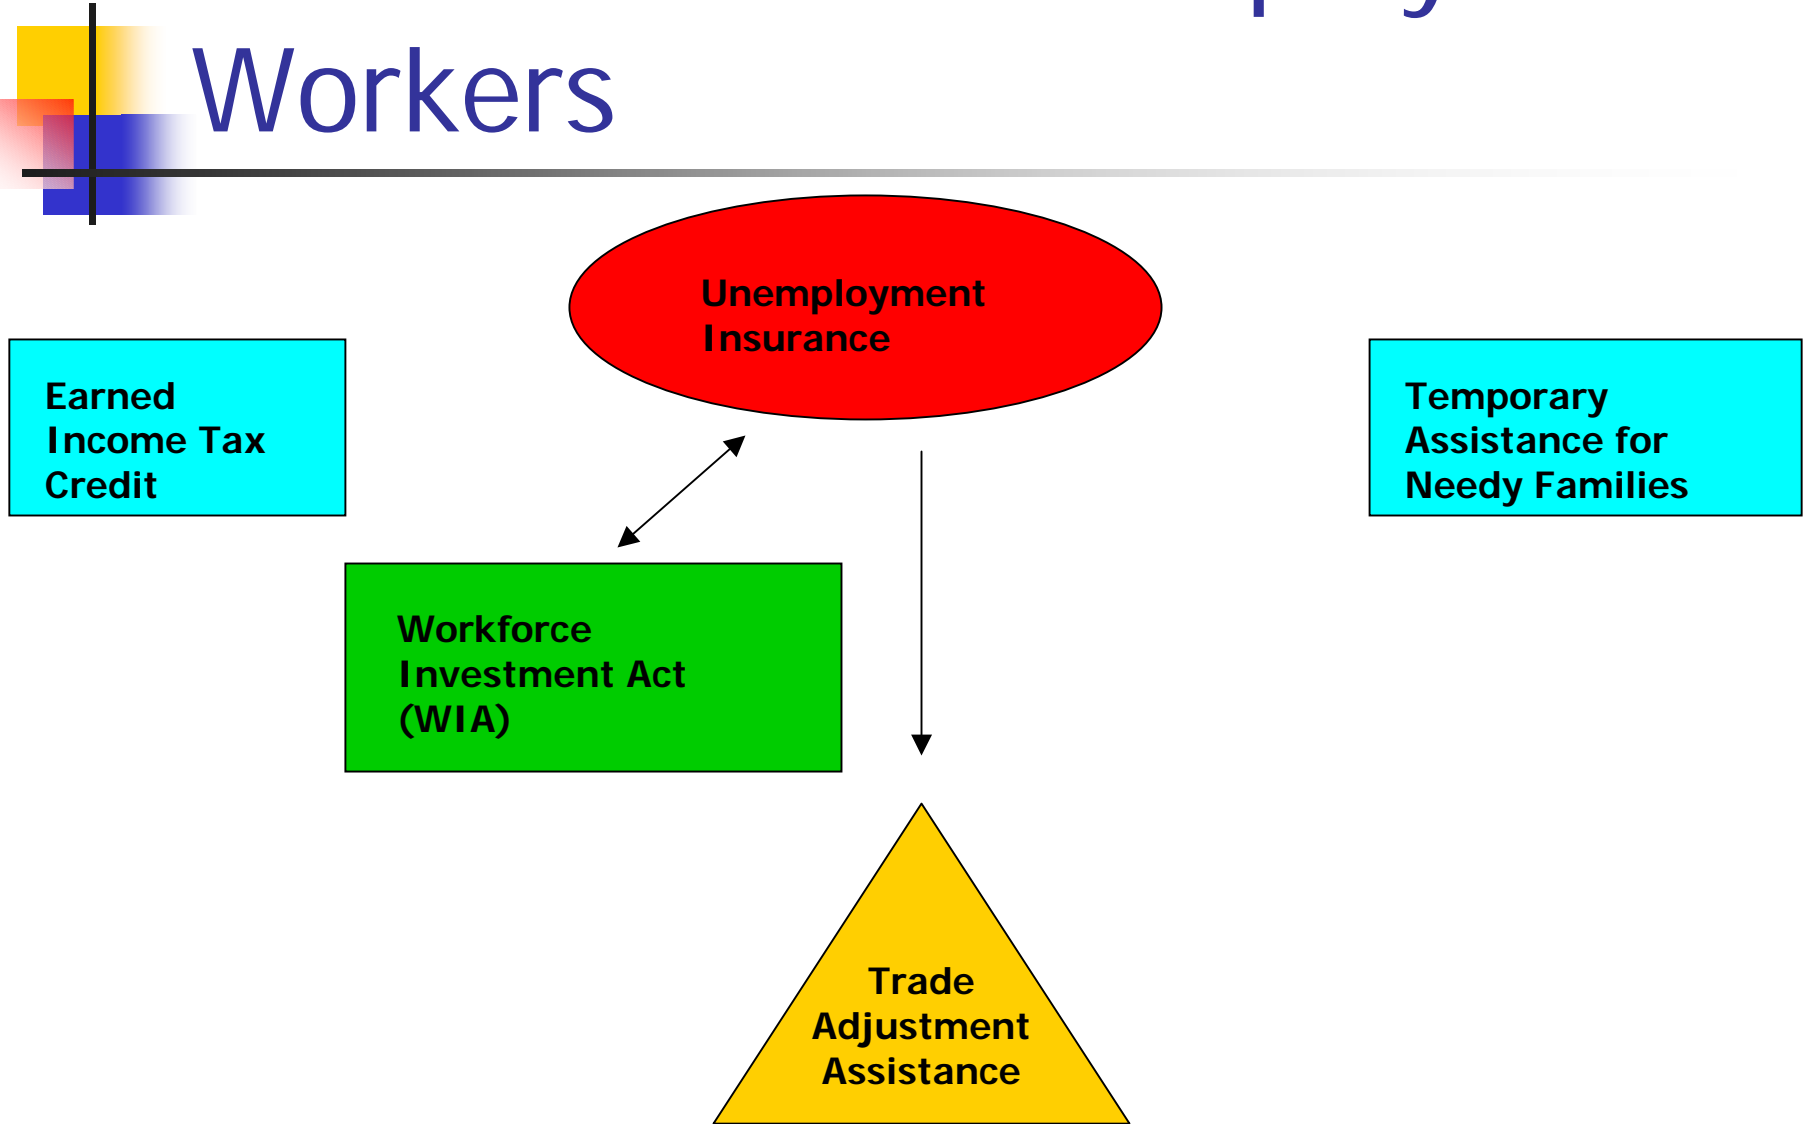 Workers
Unemployment
Insurance
Earned
Income Tax
Credit
Temporary
Assistance for
Needy Families
Workforce
Investment Act
(WIA)
Trade
Adjustment
Assistance